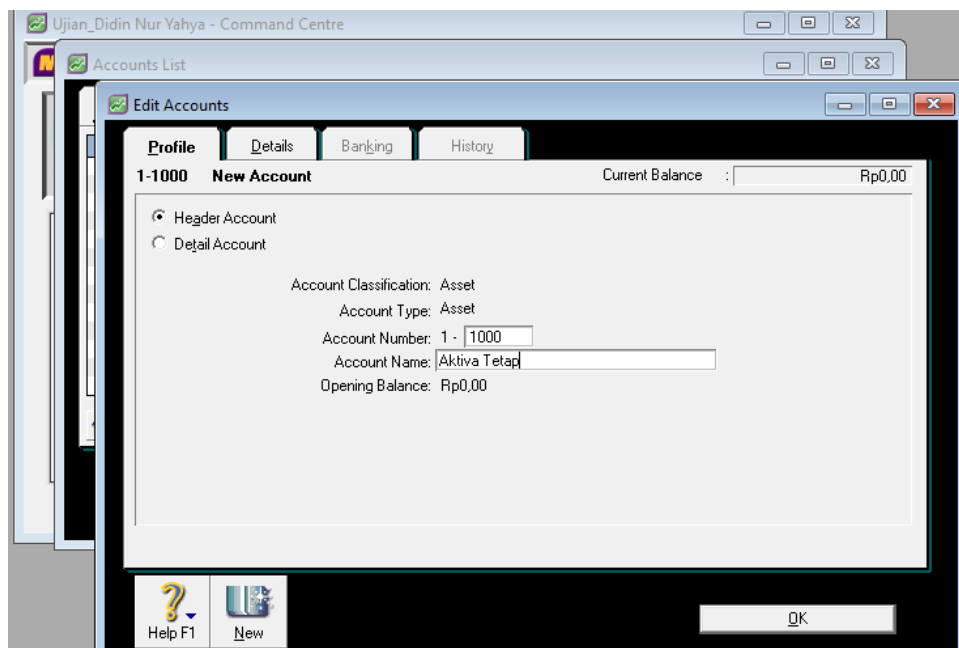 Ujian_Didin Nur Yahya - Command Centre
Accounts List
Edit Accounts
Profile Details Banking History
1-1000 New Account Current Balance : Rp0,00
Header Account
Detail Account
Account Classification: Asset
Account Type: Asset
Account Number: 1 - 1000
Account Name: Aktiva Tetap
Opening Balance: Rp0,00
Help F1 New OK